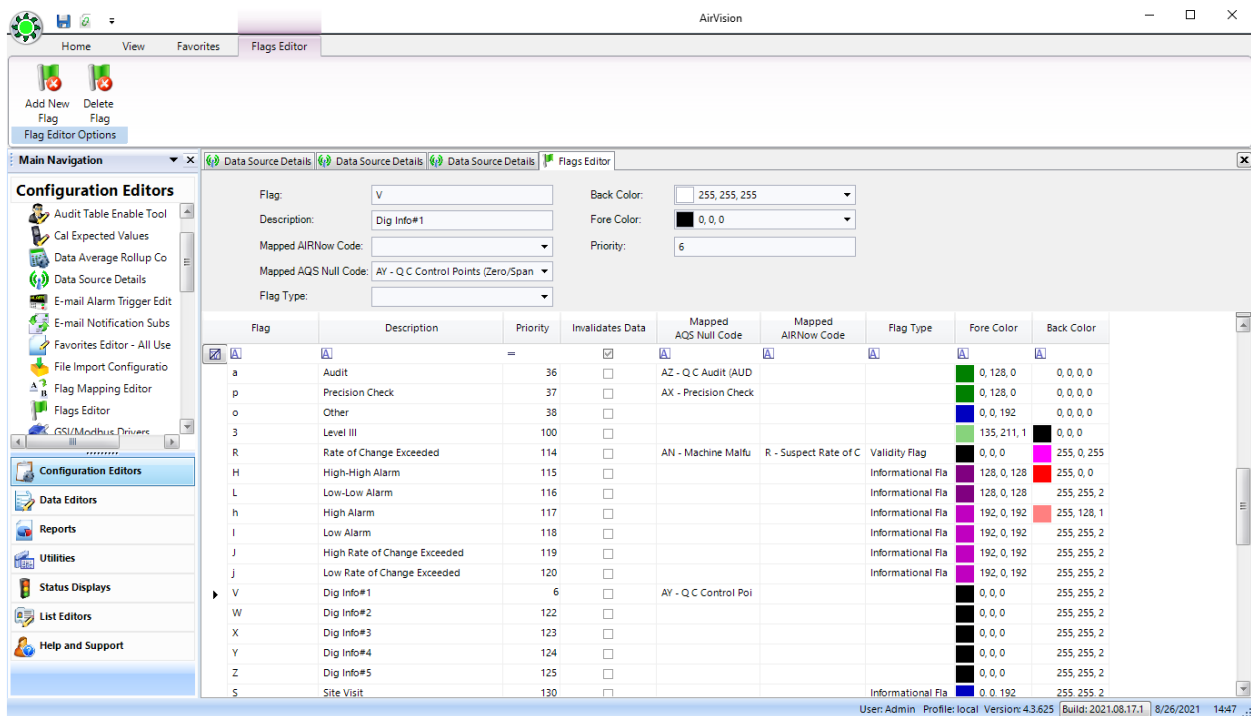 AirVision
Home View Favorites Flags Editor
Add New Flag
Delete Flag
Flag Editor Options
Main Navigation
Configuration Editors
Audit Table Enable Tool
Cal Expected Values
Data Average Rollup Co
Data Source Details
E-mail Alarm Trigger Edit
E-mail Notification Subs
Favorites Editor - All Use
File Import Configuratio
Flag Mapping Editor
Flags Editor
GSI/Modbus Drivers
Configuration Editors
Data Editors
Reports
Utilities
Status Displays
List Editors
Help and Support
Data Source Details Data Source Details Data Source Details Flags Editor
Flag: V Back Color: 255, 255, 255
Description: Dig Info#1 Fore Color: 0, 0, 0
Mapped AIRNow Code: Priority: 6
Mapped AQS Null Code: AY - Q C Control Points (Zero/Span
Flag Type:
Flag Description Priority Invalidates Data Mapped AQS Null Code Mapped AIRNow Code Flag Type Fore Color Back Color
A A = A A A A A
a Audit 36 AZ - Q C Audit (AUD 0, 128, 0 0, 0, 0, 0
p Precision Check 37 AX - Precision Check 0, 128, 0 0, 0, 0, 0
o Other 38 0, 0, 192 0, 0, 0, 0
3 Level III 100 135, 211, 1 0, 0, 0
R Rate of Change Exceeded 114 AN - Machine Malfu R - Suspect Rate of C Validity Flag 0, 0, 0 255, 0, 255
H High-High Alarm 115 Informational Fla 128, 0, 128 255, 0, 0
L Low-Low Alarm 116 Informational Fla 128, 0, 128 255, 255, 2
h High Alarm 117 Informational Fla 192, 0, 192 255, 128, 1
l Low Alarm 118 Informational Fla 192, 0, 192 255, 255, 2
J High Rate of Change Exceeded 119 Informational Fla 192, 0, 192 255, 255, 2
j Low Rate of Change Exceeded 120 Informational Fla 192, 0, 192 255, 255, 2
V Dig Info#1 6 AY - Q C Control Poi 0, 0, 0 255, 255, 2
W Dig Info#2 122 0, 0, 0 255, 255, 2
X Dig Info#3 123 0, 0, 0 255, 255, 2
Y Dig Info#4 124 0, 0, 0 255, 255, 2
Z Dig Info#5 125 0, 0, 0 255, 255, 2
S Site Visit 130 Informational Fla 0, 0, 192 255, 255, 2
User: Admin Profile: local Version: 4.3.625 Build: 2021.08.17.1 8/26/2021 14:47